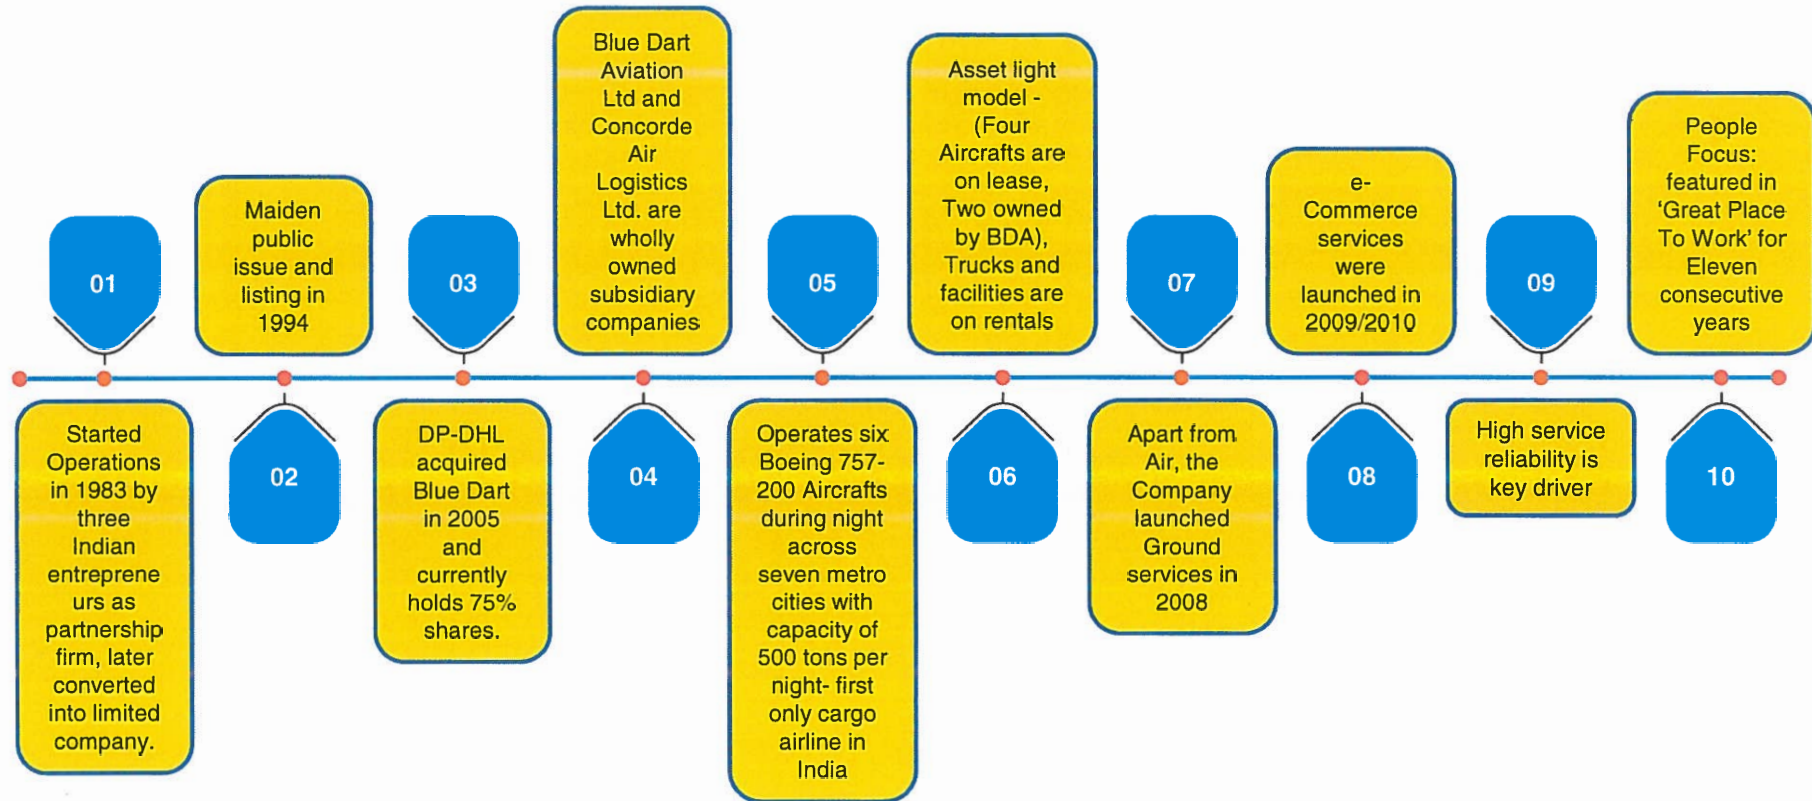 01
Started
Operations
in 1983 by
three
Indian
entreprene
urs as
partnership
firm, later
converted
into limited
company.
Maiden
public
issue and
listing in
1994
02
03
DP-DHL
acquired
Blue Dart
in 2005
and
currently
holds 75%
shares.
Blue Dart
Aviation
Ltd and
Concorde
Air
Logistics
Ltd. are
wholly
owned
subsidiary
companies
04
05
Operates six
Boeing 757-
200 Aircrafts
during night
across
seven metro
cities with
capacity of
500 tons per
night- first
only cargo
airline in
India
Asset light
model -
(Four
Aircrafts are
on lease,
Two owned
by BDA),
Trucks and
facilities are
on rentals
06
07
Apart from
Air, the
Company
launched
Ground
services in
2008
e-
Commerce
services
were
launched in
2009/2010
08
09
High service
reliability is
key driver
People
Focus:
featured in
‘Great Place
To Work’ for
Eleven
consecutive
years
10